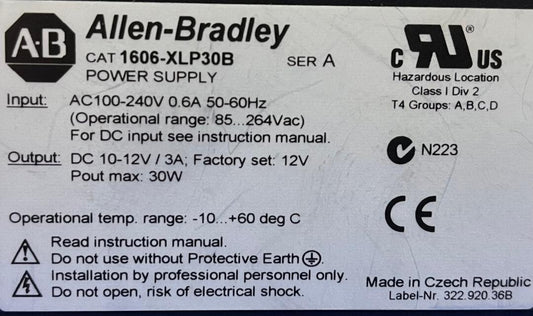 A-B Allen-Bradley
CAT 1606-XLP30B SER A
POWER SUPPLY
Input: AC100-240V 0.6A 50-60Hz
(Operational range: 85...264Vac)
For DC input see instruction manual.
Output: DC 10-12V / 3A; Factory set: 12V
Pout max: 30W
Operational temp. range: -10...+60 deg C
Read instruction manual.
Do not use without Protective Earth.
Installation by professional personnel only.
Do not open, risk of electrical shock.
C RU US
Hazardous Location
Class I Div 2
T4 Groups: A,B,C,D
N223
CE
Made in Czech Republic
Label-Nr. 322.920.36B